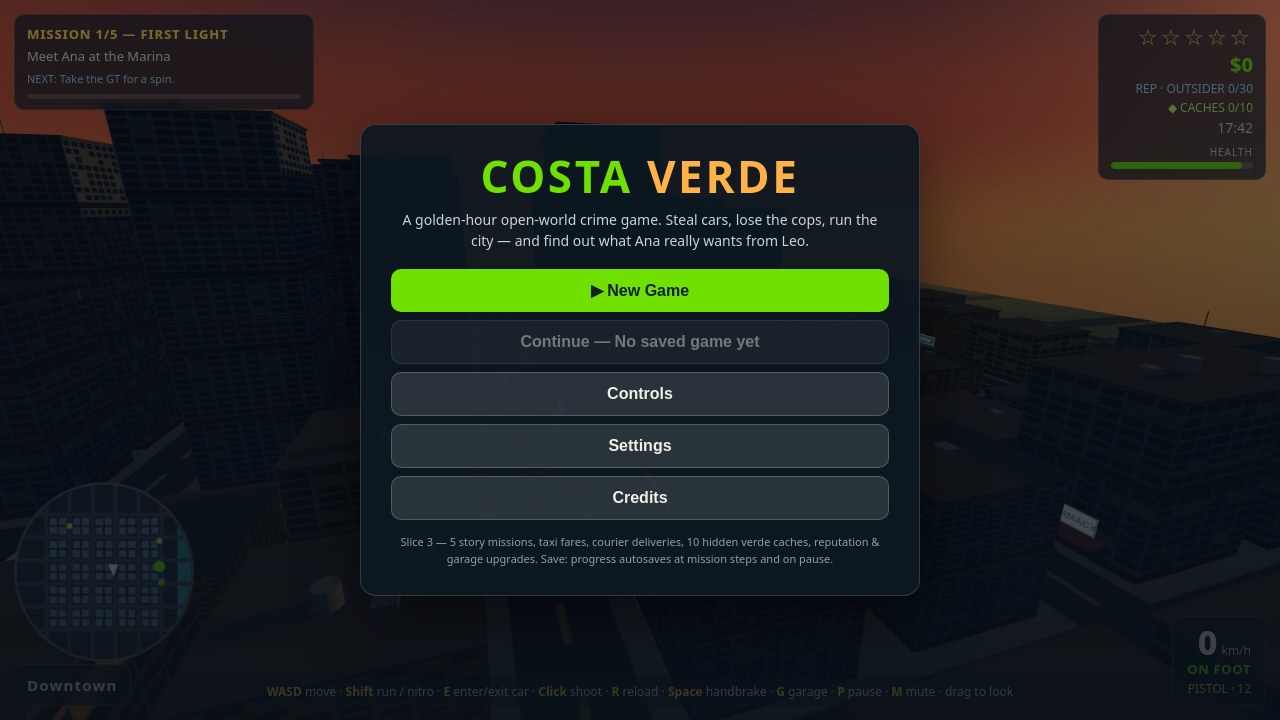 MISSION 1/5 — FIRST LIGHT
Meet Ana at the Marina
NEXT: Take the GT for a spin.
☆☆☆☆☆
$0
REP · OUTSIDER 0/30
◆ CACHES 0/10
17:42
HEALTH
COSTA VERDE
A golden-hour open-world crime game. Steal cars, lose the cops, run the
city — and find out what Ana really wants from Leo.
▶ New Game
Continue — No saved game yet
Controls
Settings
Credits
Slice 3 — 5 story missions, taxi fares, courier deliveries, 10 hidden verde caches, reputation &
garage upgrades. Save: progress autosaves at mission steps and on pause.
Downtown
WASD move · Shift run / nitro · E enter/exit car · Click shoot · R reload · Space handbrake · G garage · P pause · M mute · drag to look
0 km/h
ON FOOT
PISTOL · 12